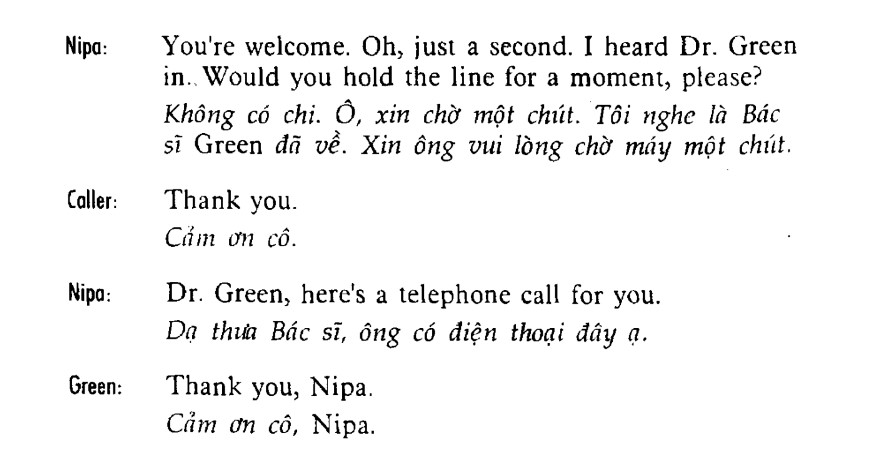 Nipa: You're welcome. Oh, just a second. I heard Dr. Green
in. Would you hold the line for a moment, please?
Không có chi. Ô, xin chờ một chút. Tôi nghe là Bác
sĩ Green đã về. Xin ông vui lòng chờ máy một chút.
Caller: Thank you.
Cảm ơn cô.
Nipa: Dr. Green, here's a telephone call for you.
Dạ thưa Bác sĩ, ông có điện thoại đây ạ.
Green: Thank you, Nipa.
Cảm ơn cô, Nipa.